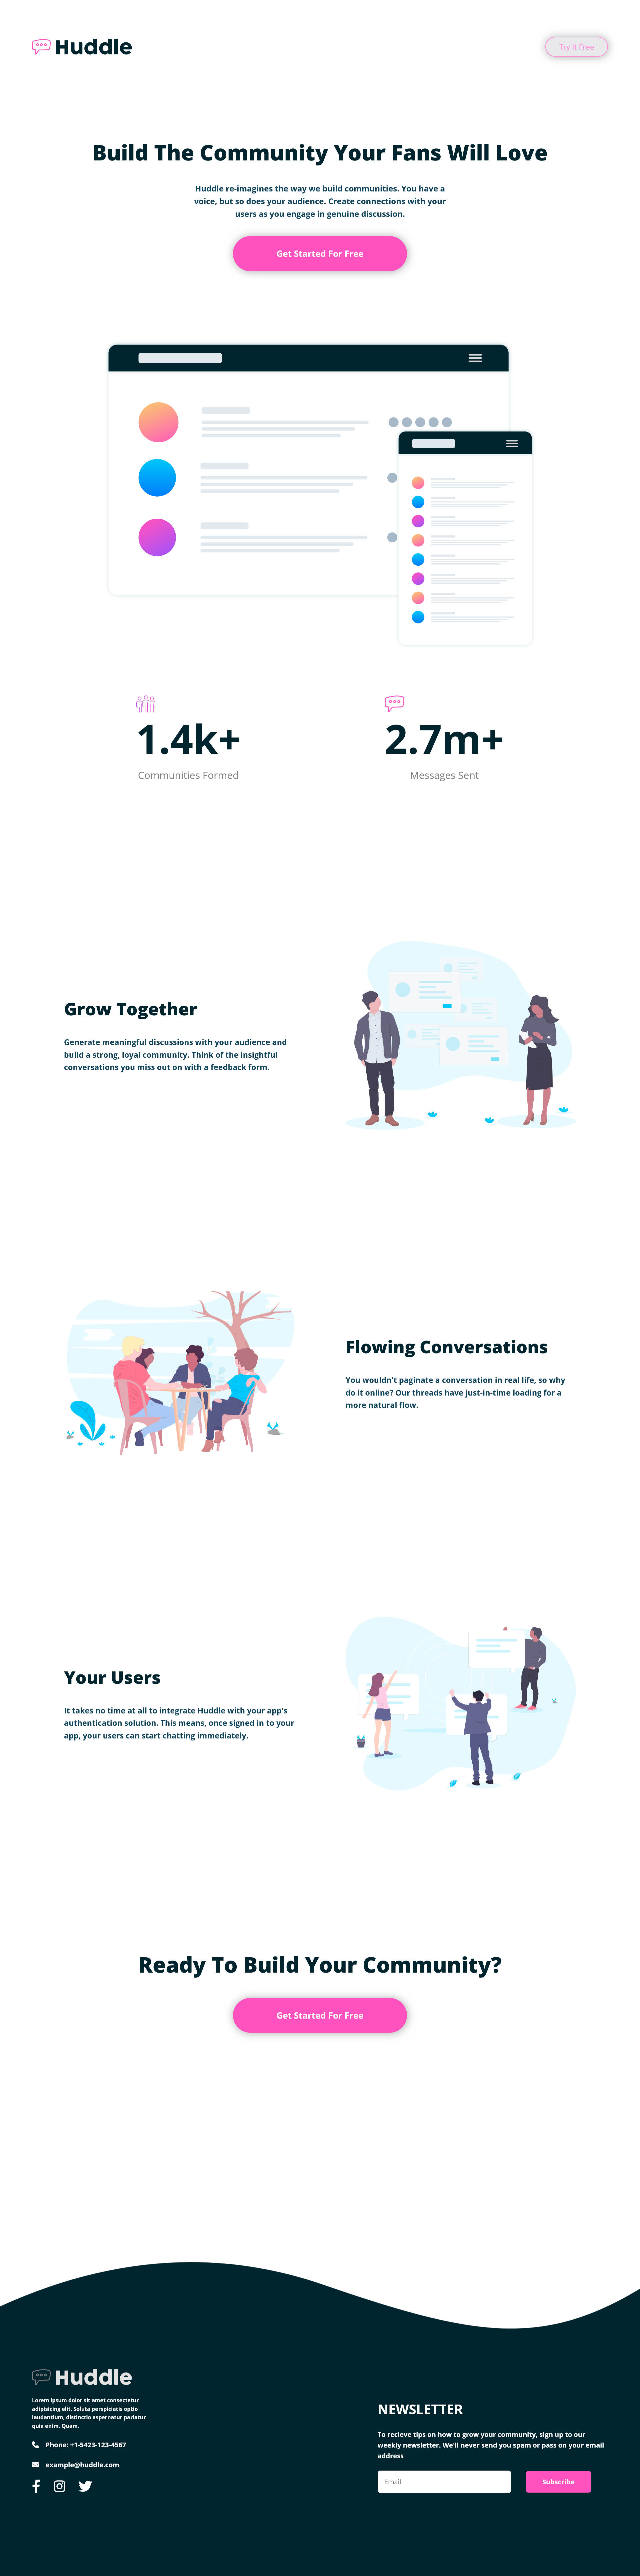 Huddle
Try It Free
Build The Community Your Fans Will Love
Huddle re-imagines the way we build communities. You have a
voice, but so does your audience. Create connections with your
users as you engage in genuine discussion.
Get Started For Free
1.4k+
Communities Formed
2.7m+
Messages Sent
Grow Together
Generate meaningful discussions with your audience and
build a strong, loyal community. Think of the insightful
conversations you miss out on with a feedback form.
Flowing Conversations
You wouldn't paginate a conversation in real life, so why
do it online? Our threads have just-in-time loading for a
more natural flow.
Your Users
It takes no time at all to integrate Huddle with your app's
authentication solution. This means, once signed in to your
app, your users can start chatting immediately.
Ready To Build Your Community?
Get Started For Free
Huddle
Lorem ipsum dolor sit amet consectetur
adipisicing elit. Soluta perspiciatis optio
laudantium, distinctio aspernatur pariatur
quia enim. Quam.
Phone: +1-5423-123-4567
example@huddle.com
NEWSLETTER
To recieve tips on how to grow your community, sign up to our
weekly newsletter. We'll never send you spam or pass on your email
address
Email
Subscribe